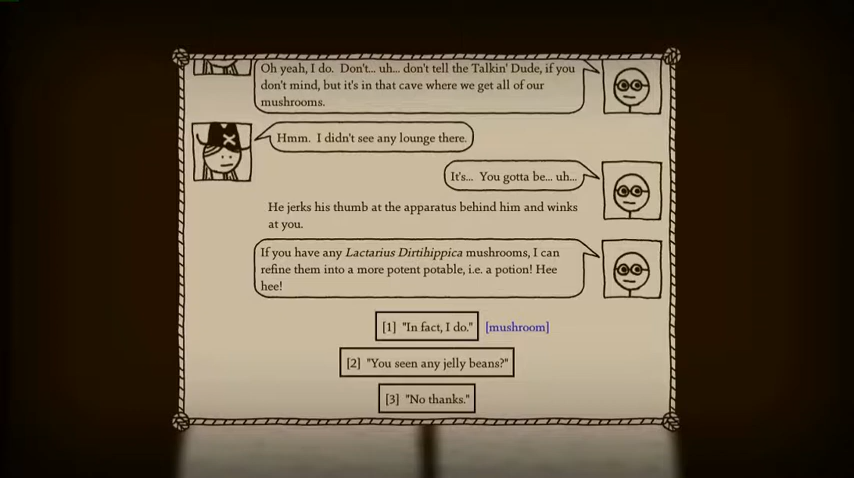 Oh yeah, I do. Don't... uh... don't tell the Talkin' Dude, if you
don't mind, but it's in that cave where we get all of our
mushrooms.
Hmm. I didn't see any lounge there.
It's... You gotta be... uh...
He jerks his thumb at the apparatus behind him and winks
at you.
If you have any Lactarius Dirtihippica mushrooms, I can
refine them into a more potent potable, i.e. a potion! Hee
hee!
[1] "In fact, I do." [mushroom]
[2] "You seen any jelly beans?"
[3] "No thanks."